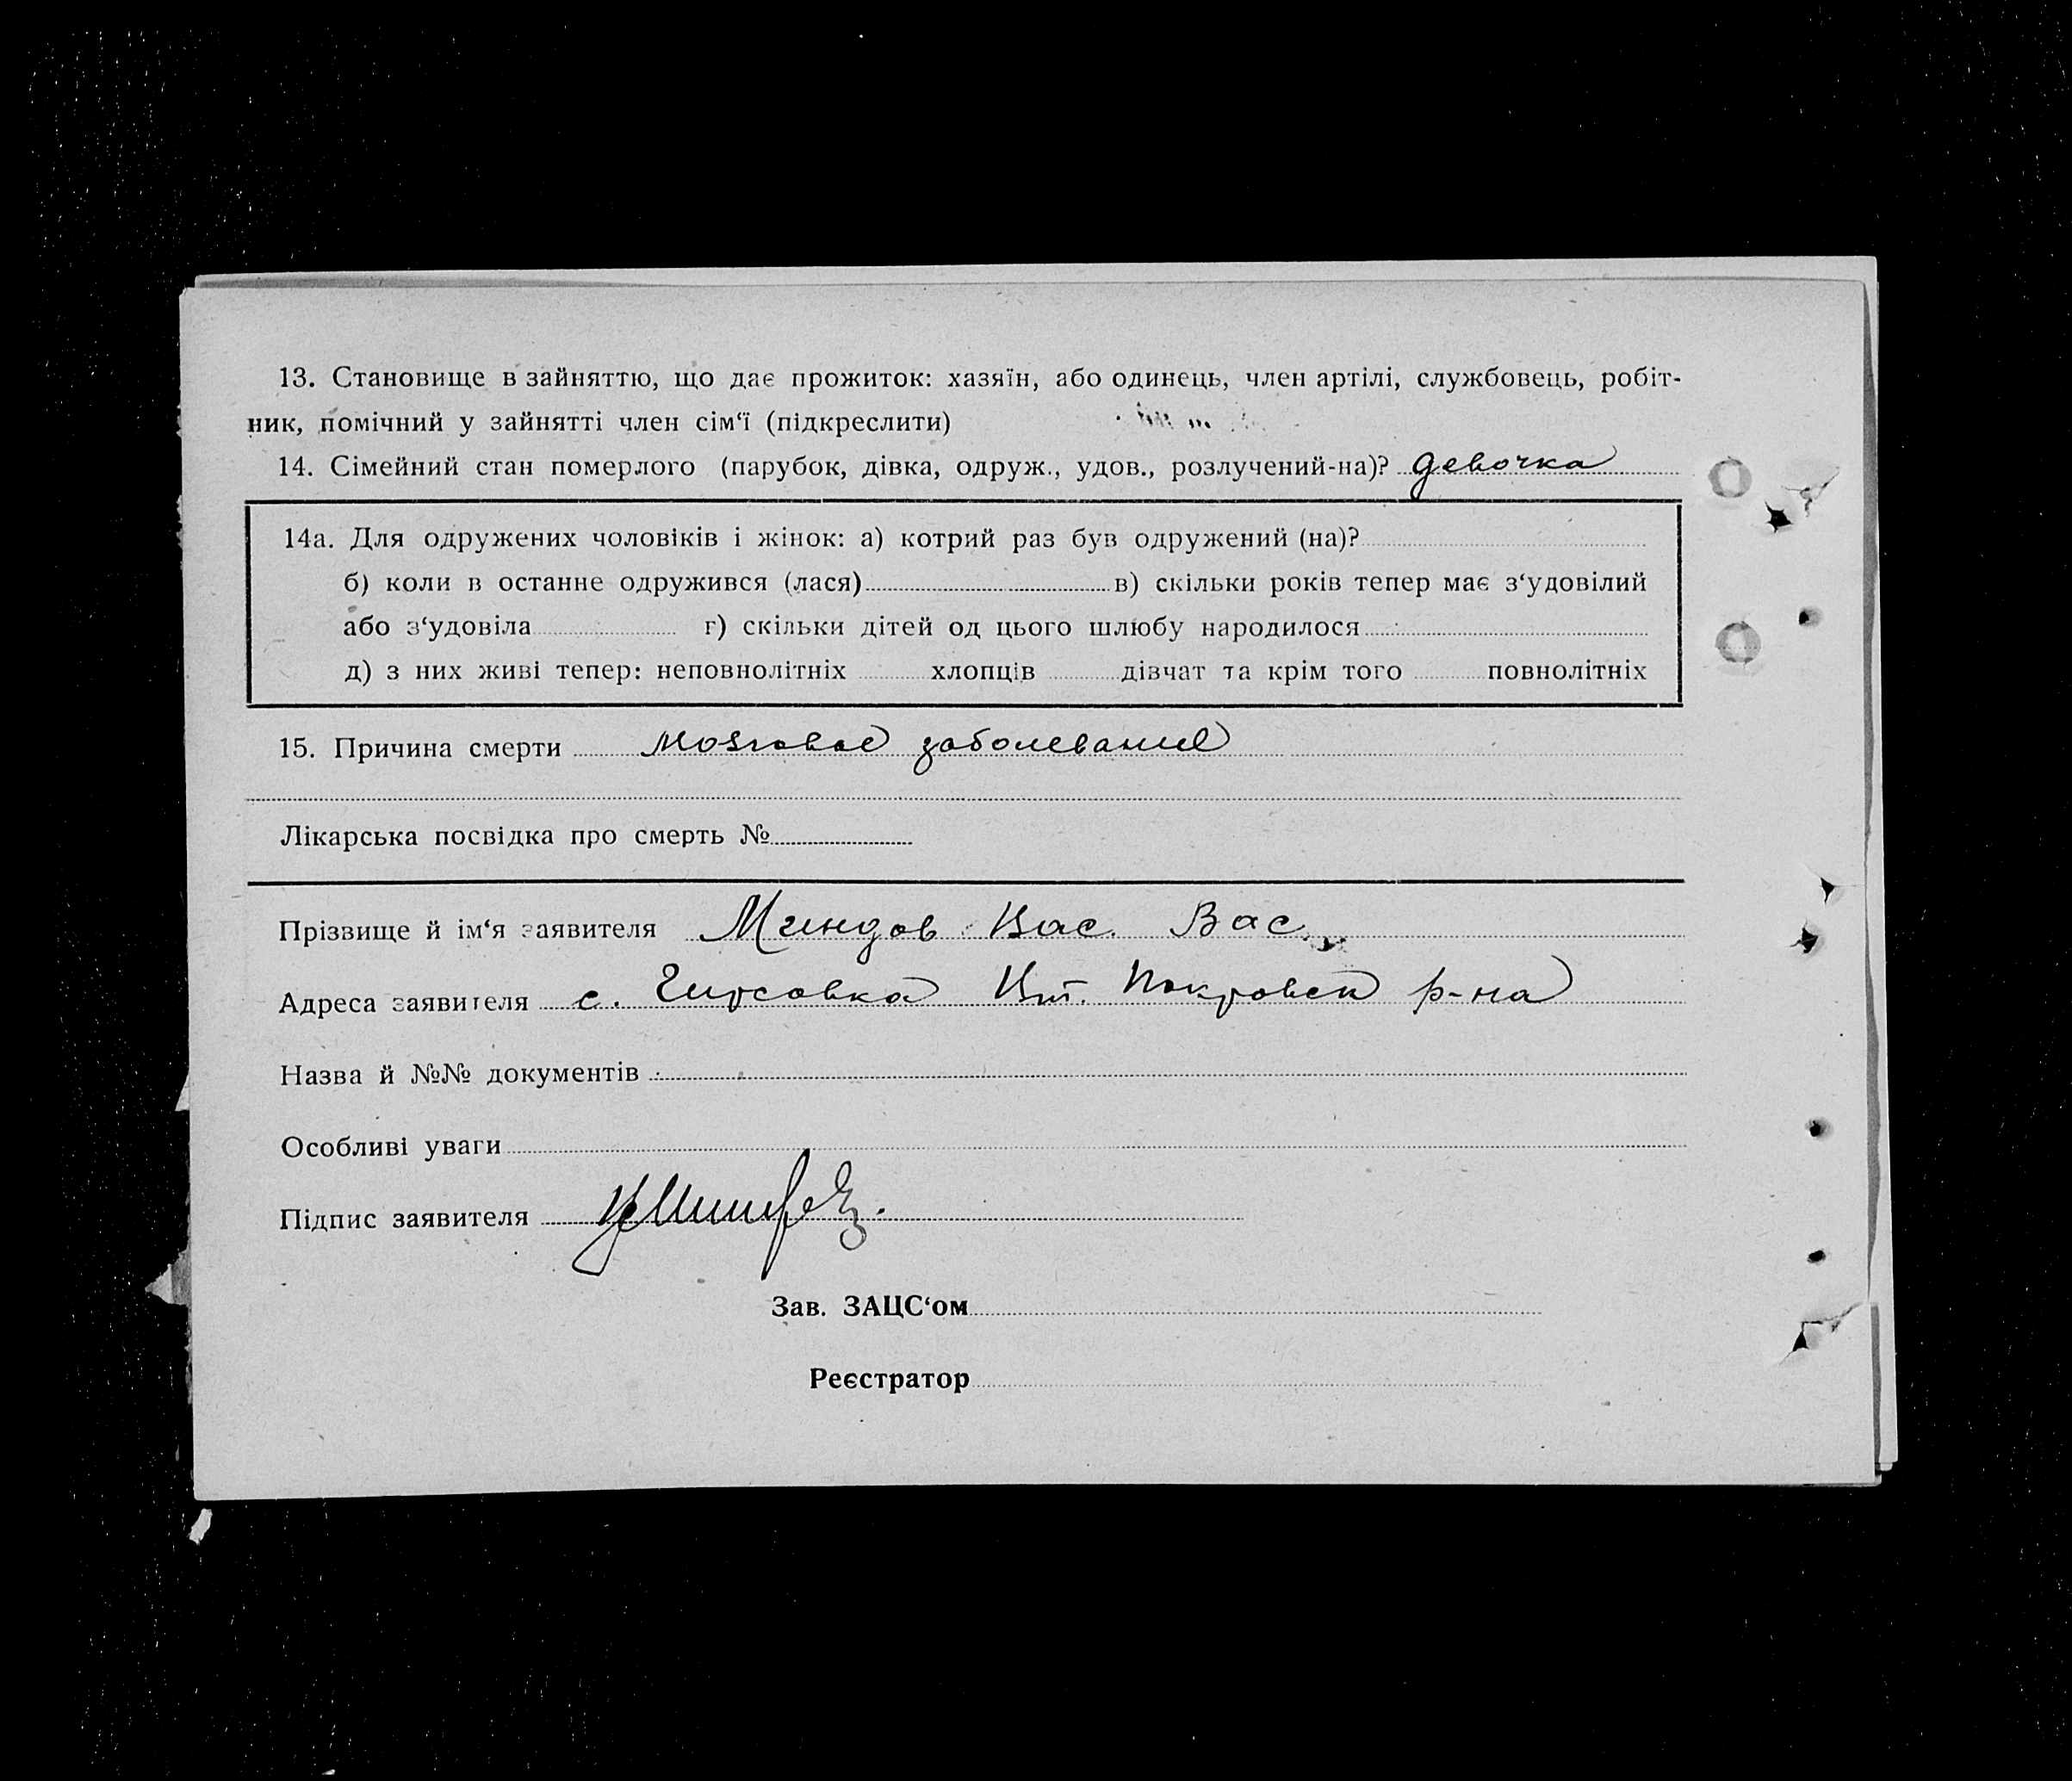 13. Становище в зайняттю, що дає прожиток: хазяїн, або одинець, член артілі, службовець, робіт-
ник, помічний у зайнятті член сім‘ї (підкреслити)
14. Сімейний стан померлого (парубок, дівка, одруж., удов., розлучений-на)? девочка
14а. Для одружених чоловіків і жінок: а) котрий раз був одружений (на)?
б) коли в останне одружився (лася) в) скільки років тепер має з‘удовілий
або з‘удовіла г) скільки дітей од цього шлюбу народилося
д) з них живі тепер: неповнолітніх хлопців дівчат та крім того повнолітніх
15. Причина смерти мозговое заболевание
Лікарська посвідка про смерть №
Прізвище й ім‘я заявителя Миндов Вас. Вас.
Адреса заявителя с. Гирсовка Покровск р-на
Назва й №№ документів
Особливі уваги
Підпис заявителя
Зав. ЗАЦС‘ом
Реєстратор